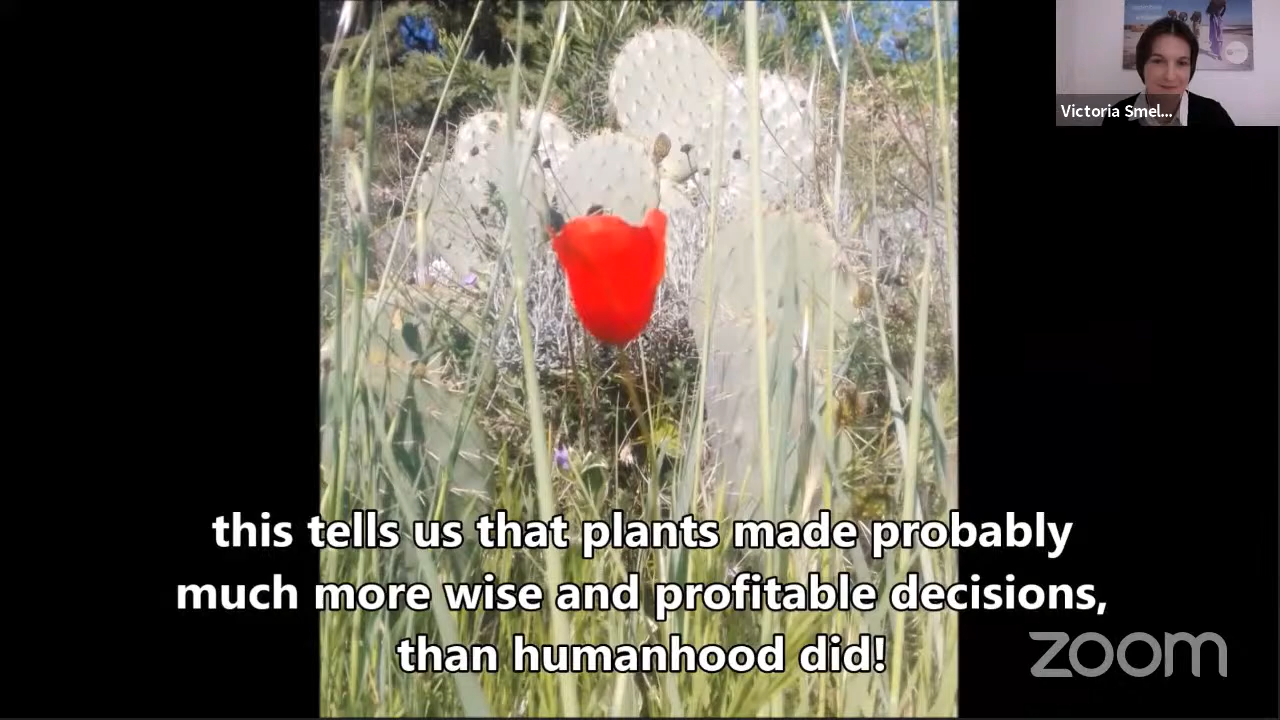 Victoria Smel...
this tells us that plants made probably
much more wise and profitable decisions,
than humanhood did!
zoom